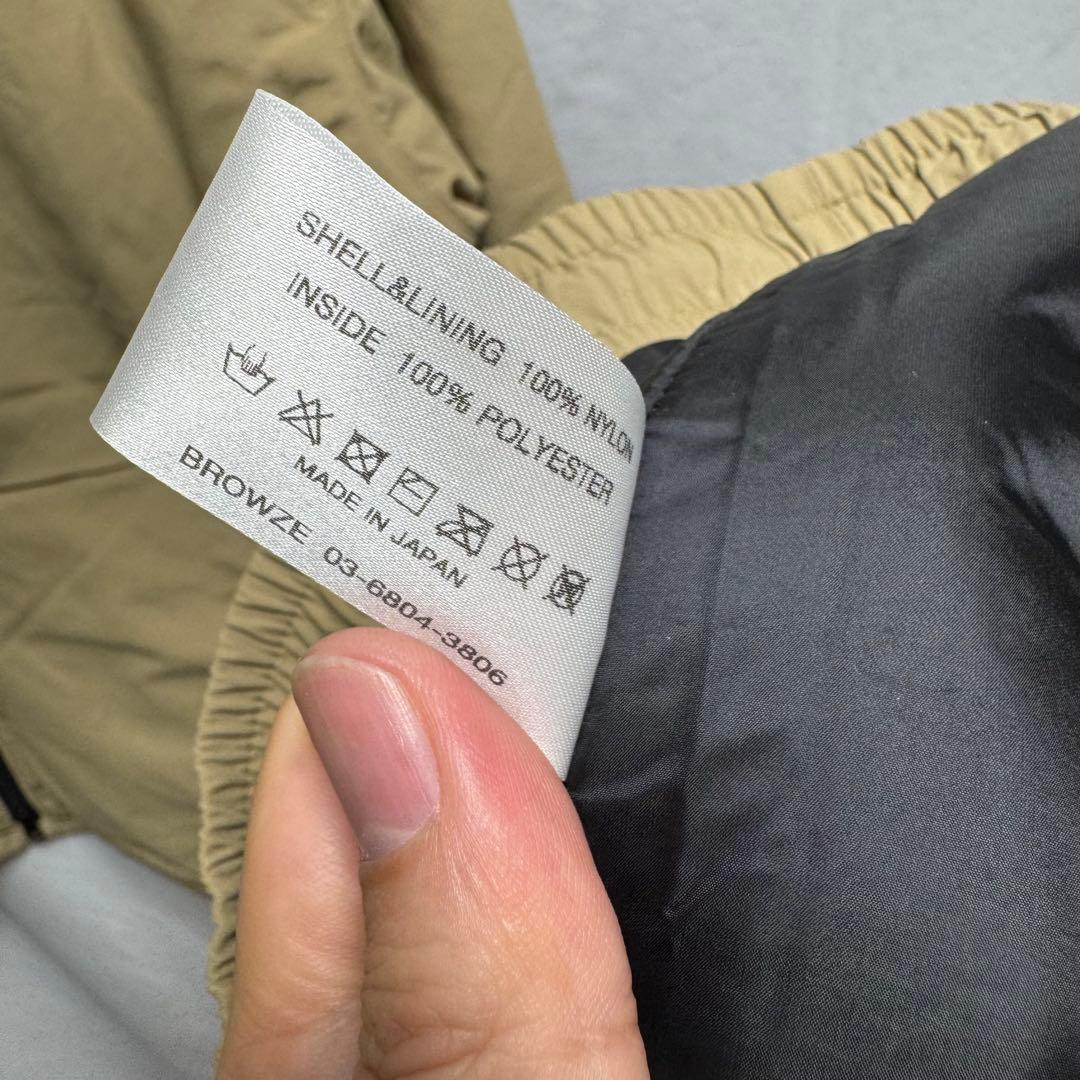 SHELL&LINING 100% NYLON
INSIDE 100% POLYESTER
MADE IN JAPAN
BROWZE 03-6804-3806